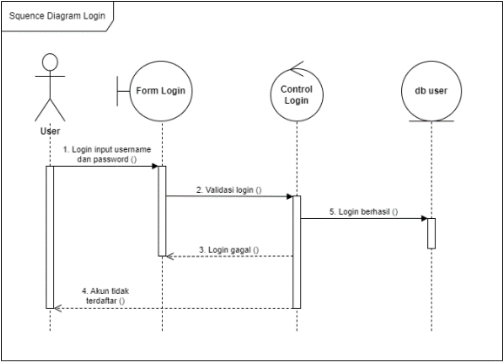 Squence Diagram Login
Form Login
Control
Login
db user
User
1. Login input username
dan password ()
2. Validasi login ()
5. Login berhasil ()
3. Login gagal ()
4. Akun tidak
terdaftar ()